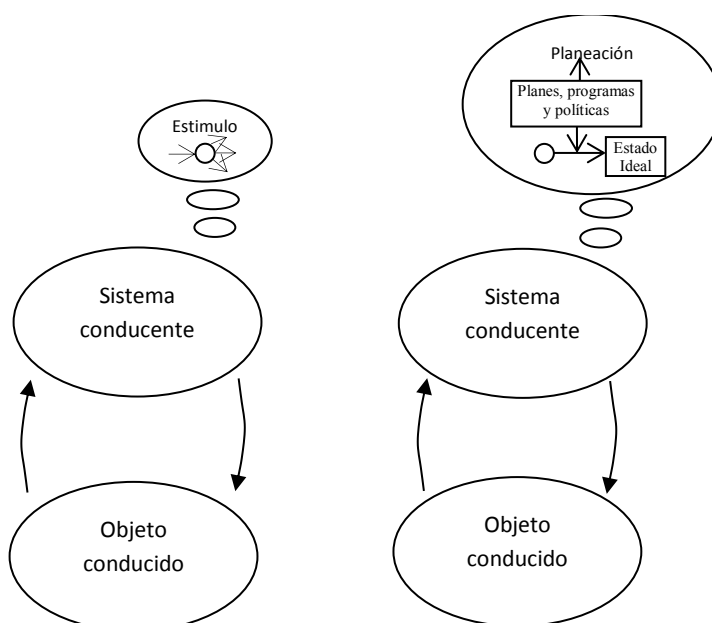 Estimulo
Sistema
conducente
Objeto
conducido
Planeación
Planes, programas
y políticas
Estado
Ideal
Sistema
conducente
Objeto
conducido